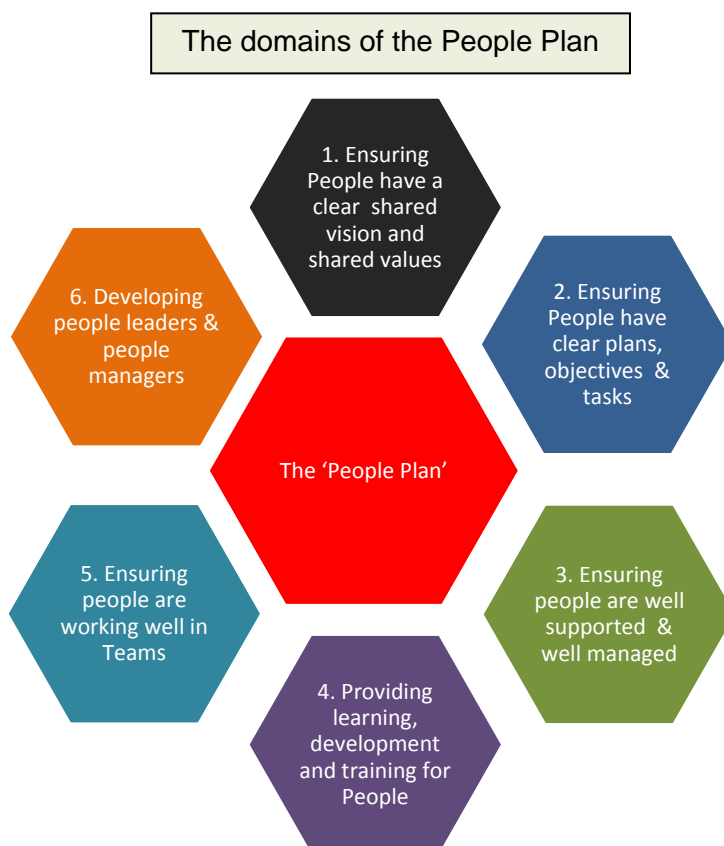 The domains of the People Plan
1. Ensuring
People have a
clear shared
vision and
shared values
2. Ensuring
People have
clear plans,
objectives &
tasks
3. Ensuring
people are well
supported &
well managed
4. Providing
learning,
development
and training for
People
5. Ensuring
people are
working well in
Teams
6. Developing
people leaders &
people
managers
The ‘People Plan’